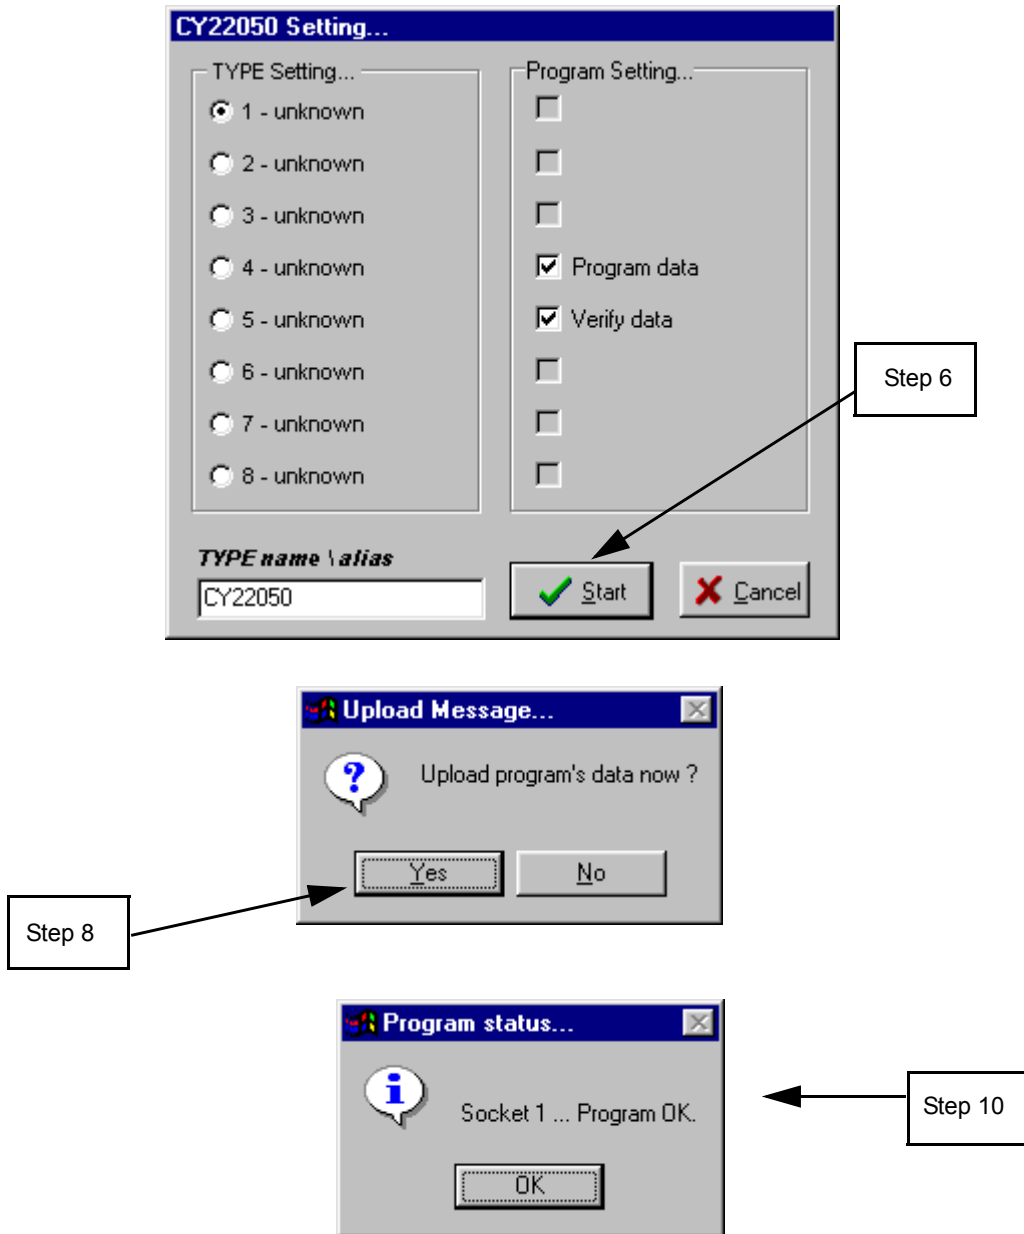 CY22050 Setting...
TYPE Setting...
1 - unknown
2 - unknown
3 - unknown
4 - unknown
5 - unknown
6 - unknown
7 - unknown
8 - unknown
Program Setting...
Program data
Verify data
Step 6
TYPE name \ alias
CY22050
Start
Cancel
Upload Message...
Upload program's data now ?
Yes
No
Step 8
Program status...
Socket 1 ... Program OK.
OK
Step 10